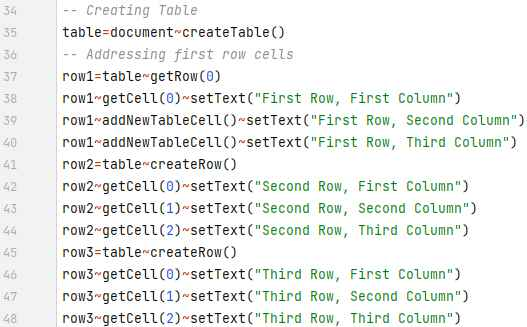 34 -- Creating Table
35 table=document~createTable()
36 -- Addressing first row cells
37 row1=table~getRow(0)
38 row1~getCell(0)~setText("First Row, First Column")
39 row1~addNewTableCell()~setText("First Row, Second Column")
40 row1~addNewTableCell()~setText("First Row, Third Column")
41 row2=table~createRow()
42 row2~getCell(0)~setText("Second Row, First Column")
43 row2~getCell(1)~setText("Second Row, Second Column")
44 row2~getCell(2)~setText("Second Row, Third Column")
45 row3=table~createRow()
46 row3~getCell(0)~setText("Third Row, First Column")
47 row3~getCell(1)~setText("Third Row, Second Column")
48 row3~getCell(2)~setText("Third Row, Third Column")